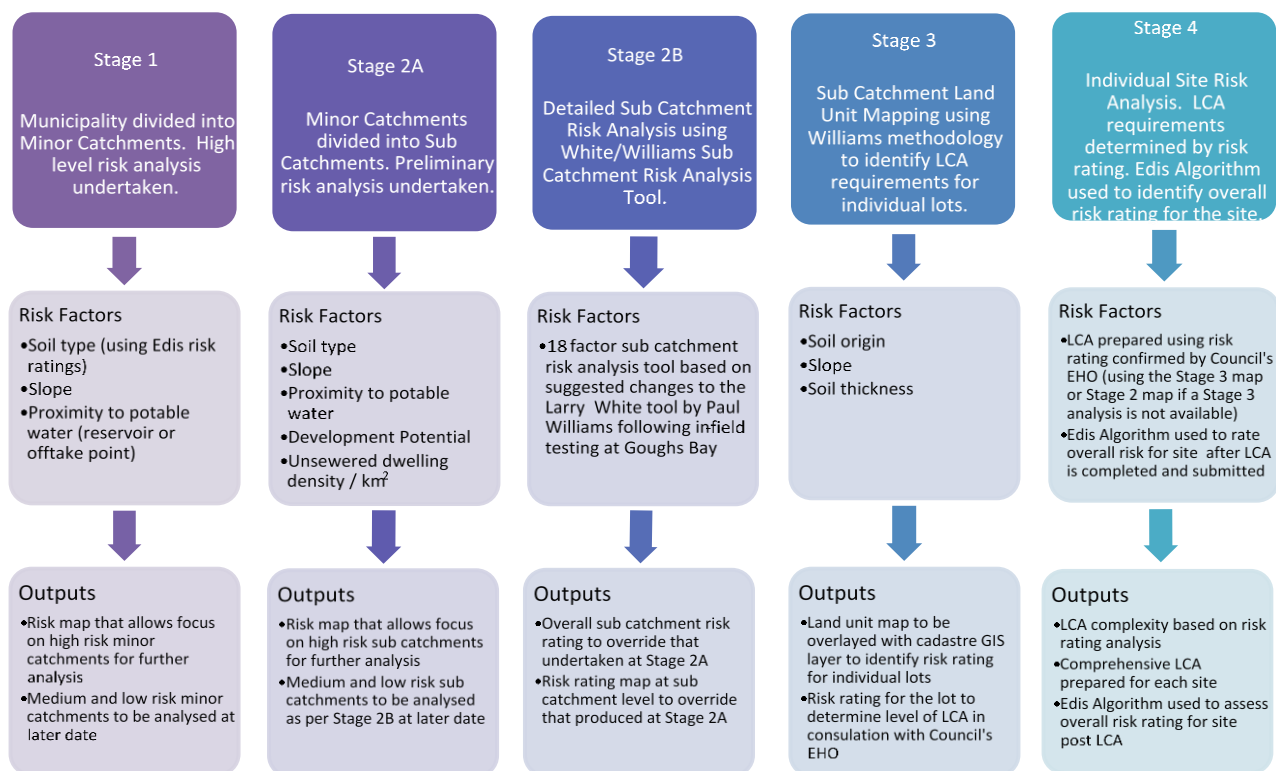 Stage 1
Municipality divided into
Minor Catchments. High
level risk analysis
undertaken.
Risk Factors
•Soil type (using Edis risk
ratings)
•Slope
•Proximity to potable
water (reservoir or
offtake point)
Outputs
•Risk map that allows focus
on high risk minor
catchments for further
analysis
•Medium and low risk minor
catchments to be analysed at
later date
Stage 2A
Minor Catchments
divided into Sub
Catchments. Preliminary
risk analysis undertaken.
Risk Factors
•Soil type
•Slope
•Proximity to potable
water
•Development Potential
•Unsewered dwelling
density / km²
Outputs
•Risk map that allows focus
on high risk sub catchments
for further analysis
•Medium and low risk sub
catchments to be analysed
as per Stage 2B at later date
Stage 2B
Detailed Sub Catchment
Risk Analysis using
White/Williams Sub
Catchment Risk Analysis
Tool.
Risk Factors
•18 factor sub catchment
risk analysis tool based on
suggested changes to the
Larry White tool by Paul
Williams following infield
testing at Goughs Bay
Outputs
•Overall sub catchment risk
rating to override that
undertaken at Stage 2A
•Risk rating map at sub
catchment level to override
that produced at Stage 2A
Stage 3
Sub Catchment Land
Unit Mapping using
Williams methodology
to identify LCA
requirements for
individual lots.
Risk Factors
•Soil origin
•Slope
•Soil thickness
Outputs
•Land unit map to be
overlayed with cadastre GIS
layer to identify risk rating
for individual lots
•Risk rating for the lot to
determine level of LCA in
consulation with Council's
EHO
Stage 4
Individual Site Risk
Analysis. LCA
requirements
determined by risk
rating. Edis Algorithm
used to identify overall
risk rating for the site.
Risk Factors
•LCA prepared using risk
rating confirmed by Council's
EHO (using the Stage 3 map
or Stage 2 map if a Stage 3
analysis is not available)
•Edis Algorithm used to rate
overall risk for site after LCA
is completed and submitted
Outputs
•LCA complexity based on risk
rating analysis
•Comprehensive LCA
prepared for each site
•Edis Algorithm used to assess
overall risk rating for site
post LCA